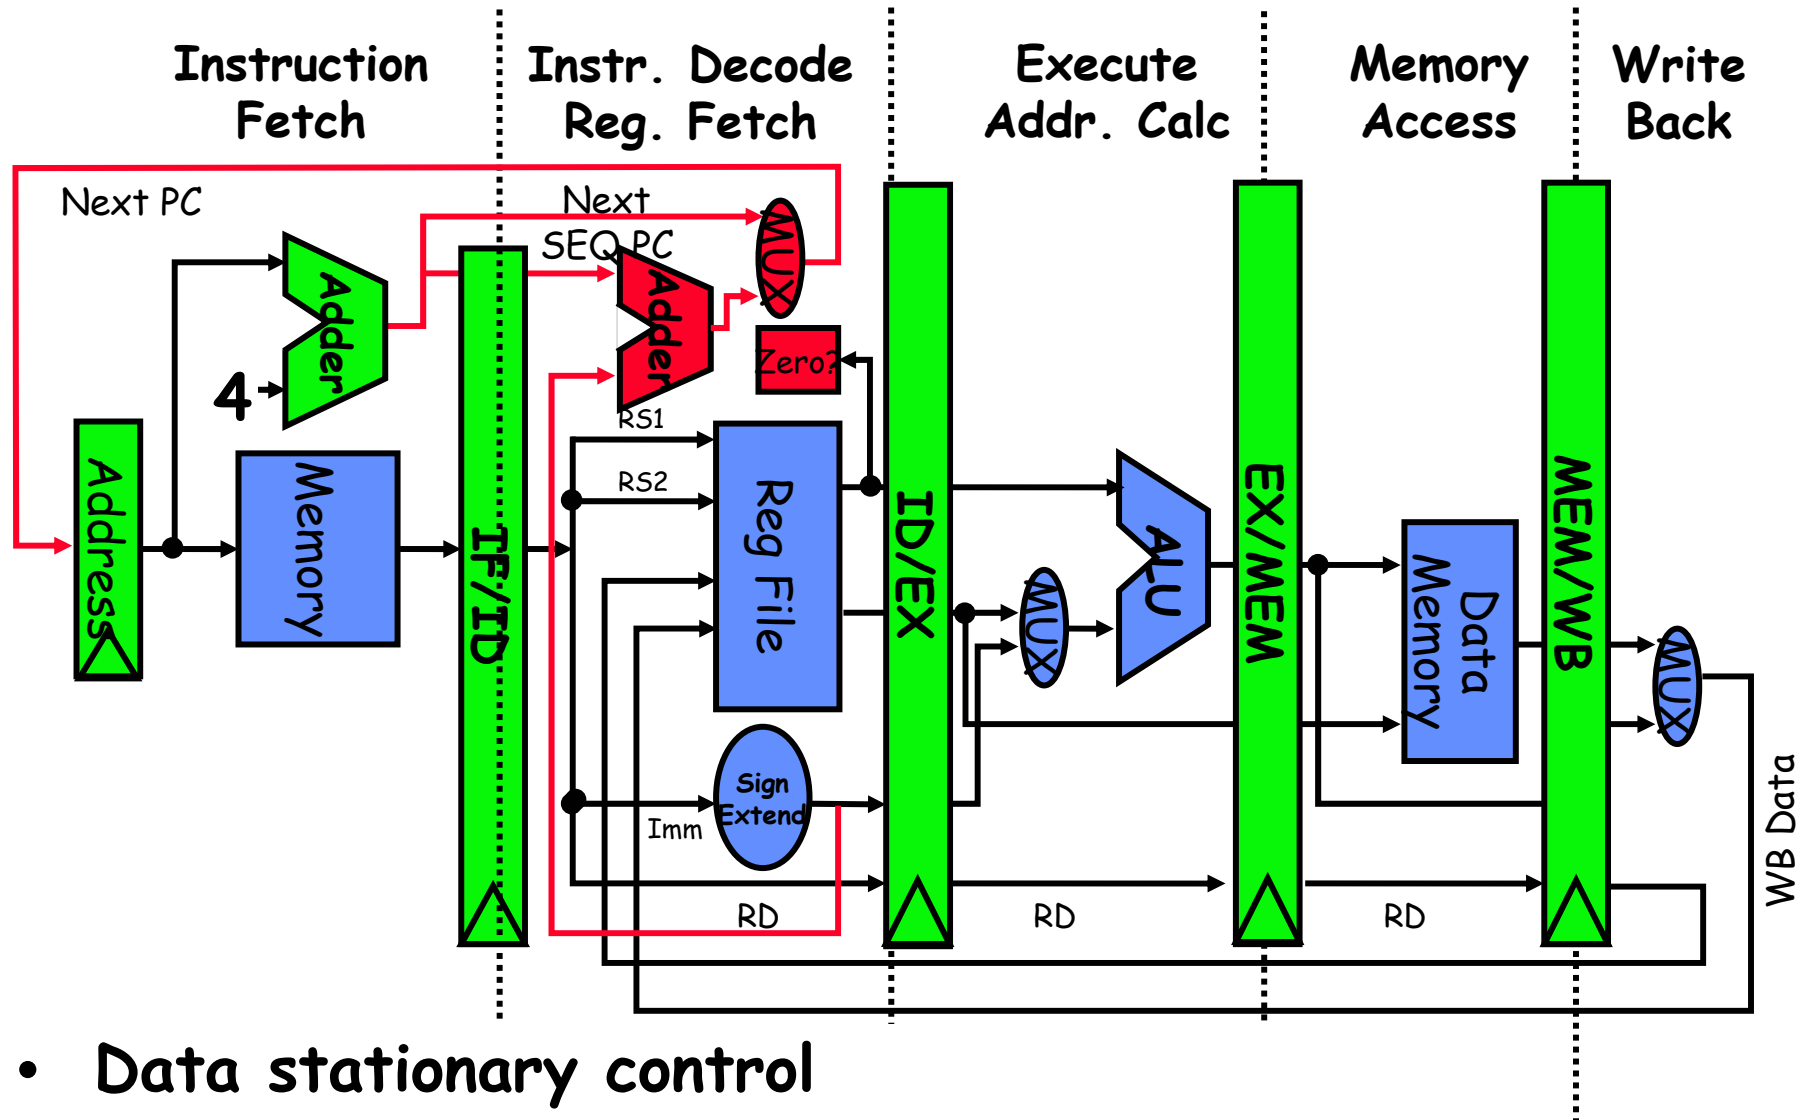 Instruction
Fetch
Instr. Decode
Reg. Fetch
Execute
Addr. Calc
Memory
Access
Write
Back
Next PC
Next
SEQ PC
MUX
Adder
Adder
Zero?
4
RS1
Address
Memory
IF/ID
RS2
Reg File
ID/EX
ALU
MUX
EX/MEM
Data
Memory
MEM/WB
MUX
Sign
Extend
Imm
WB Data
RD
RD
RD
• Data stationary control